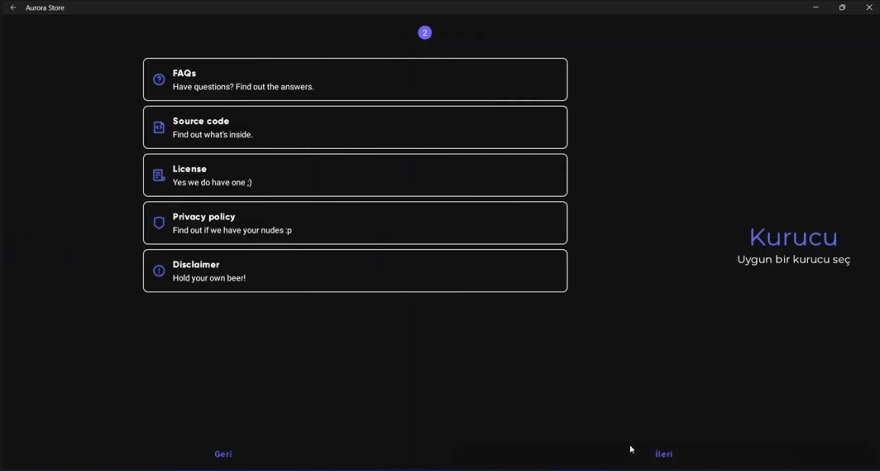 Aurora Store
2
FAQs
Have questions? Find out the answers.
Source code
Find out what's inside.
License
Yes we do have one ;)
Privacy policy
Find out if we have your nudes :p
Disclaimer
Hold your own beer!
Kurucu
Uygun bir kurucu seç
Geri
İleri